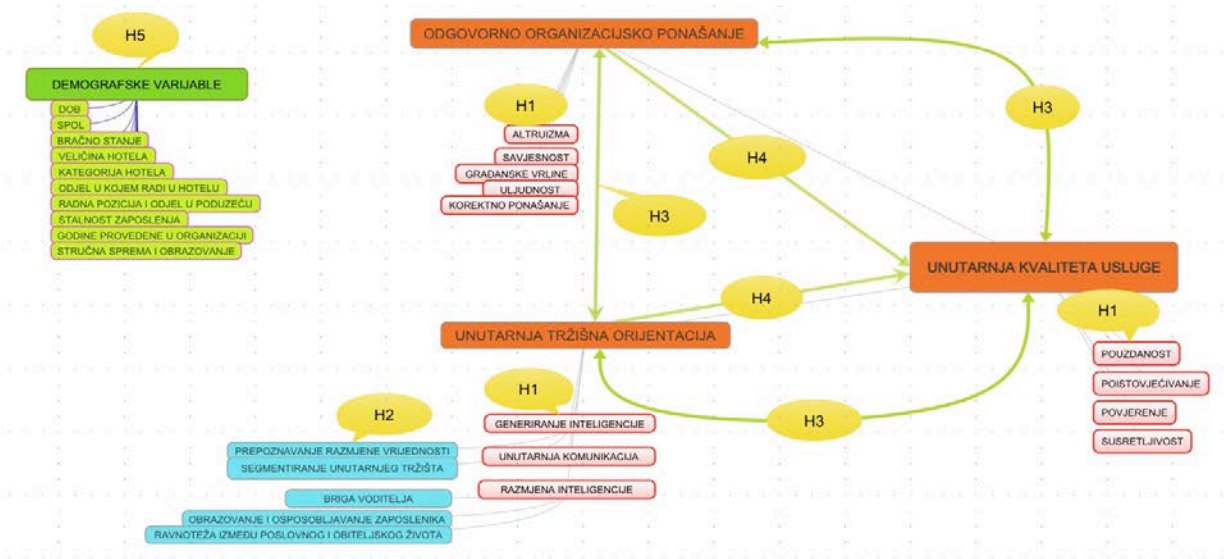 H5
DEMOGRAFSKE VARIJABLE
DOB
SPOL
BRAČNO STANJE
VELIČINA HOTELA
KATEGORIJA HOTELA
ODJEL U KOJEM RADI U HOTELU
RADNA POZICIJA I ODJEL U PODUZEĆU
STALNOST ZAPOSLENJA
GODINE PROVEDENE U ORGANIZACIJI
STRUČNA SPREMA I OBRAZOVANJE
ODGOVORNO ORGANIZACIJSKO PONAŠANJE
H1
ALTRUIZMA
SAVJESNOST
GRAĐANSKE VRLINE
ULJUDNOST
KOREKTNO PONAŠANJE
H3
H4
H3
UNUTARNJA KVALITETA USLUGE
H4
H1
POUZDANOST
POISTOVJEĆIVANJE
POVJERENJE
SUSRETLJIVOST
UNUTARNJA TRŽIŠNA ORIJENTACIJA
H1
H3
GENERIRANJE INTELIGENCIJE
UNUTARNJA KOMUNIKACIJA
RAZMJENA INTELIGENCIJE
H2
PREPOZNAVANJE RAZMJENE VRIJEDNOSTI
SEGMENTIRANJE UNUTARNJEG TRŽIŠTA
BRIGA VODITELJA
OBRAZOVANJE I OSPOSOBLJAVANJE ZAPOSLENIKA
RAVNOTEŽA IZMEĐU POSLOVNOG I OBITELJSKOG ŽIVOTA